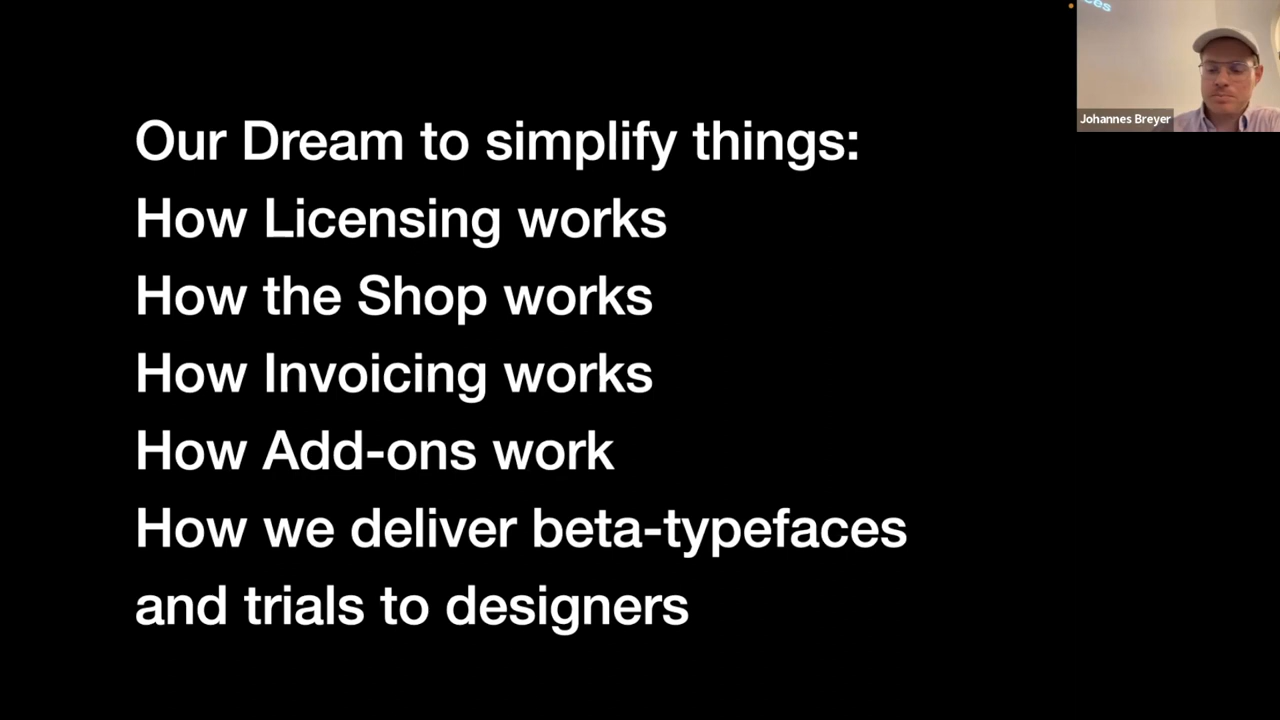 Our Dream to simplify things:
How Licensing works
How the Shop works
How Invoicing works
How Add-ons work
How we deliver beta-typefaces
and trials to designers
Johannes Breyer